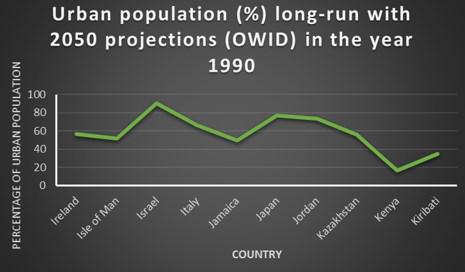 Urban population (%) long-run with
2050 projections (OWID) in the year
1990
PERCENTAGE OF URBAN POPULATION
100
80
60
40
20
0
Ireland
Isle of Man
Israel
Italy
Jamaica
Japan
Jordan
Kazakhstan
Kenya
Kiribati
COUNTRY